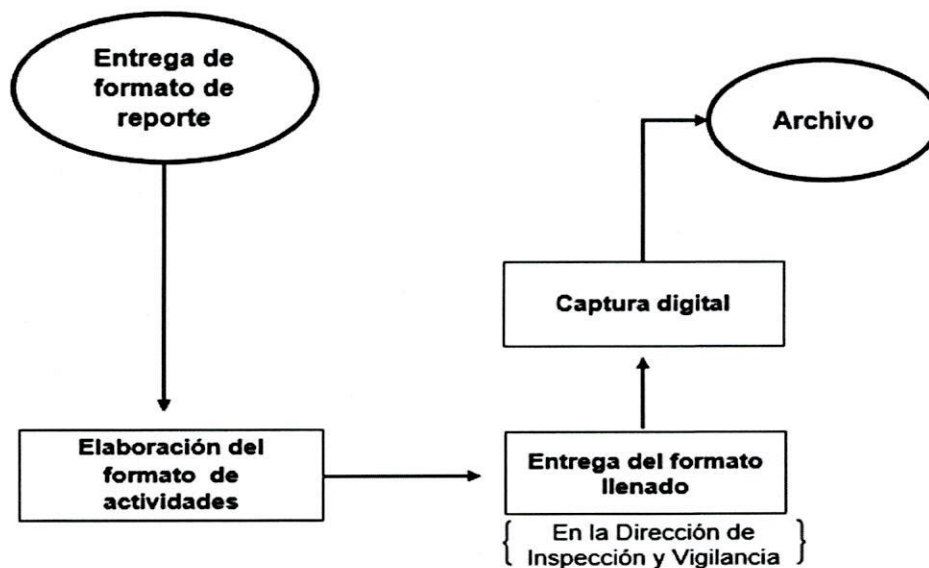 Entrega de
formato de
reporte
Elaboración del
formato de
actividades
Entrega del formato
llenado
{ En la Dirección de }
Inspección y Vigilancia
Captura digital
Archivo